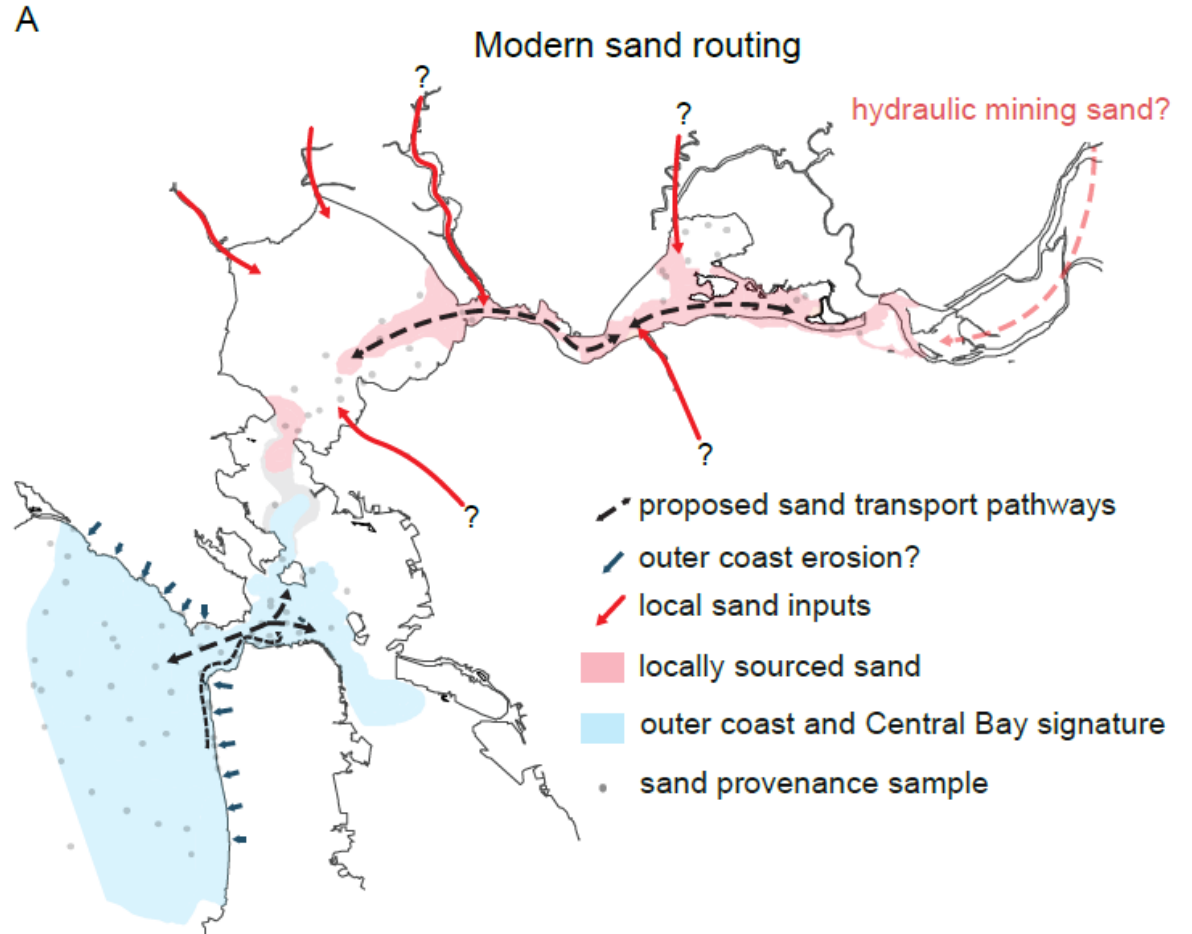 A
Modern sand routing
?
?
hydraulic mining sand?
?
?
proposed sand transport pathways
outer coast erosion?
local sand inputs
locally sourced sand
outer coast and Central Bay signature
sand provenance sample